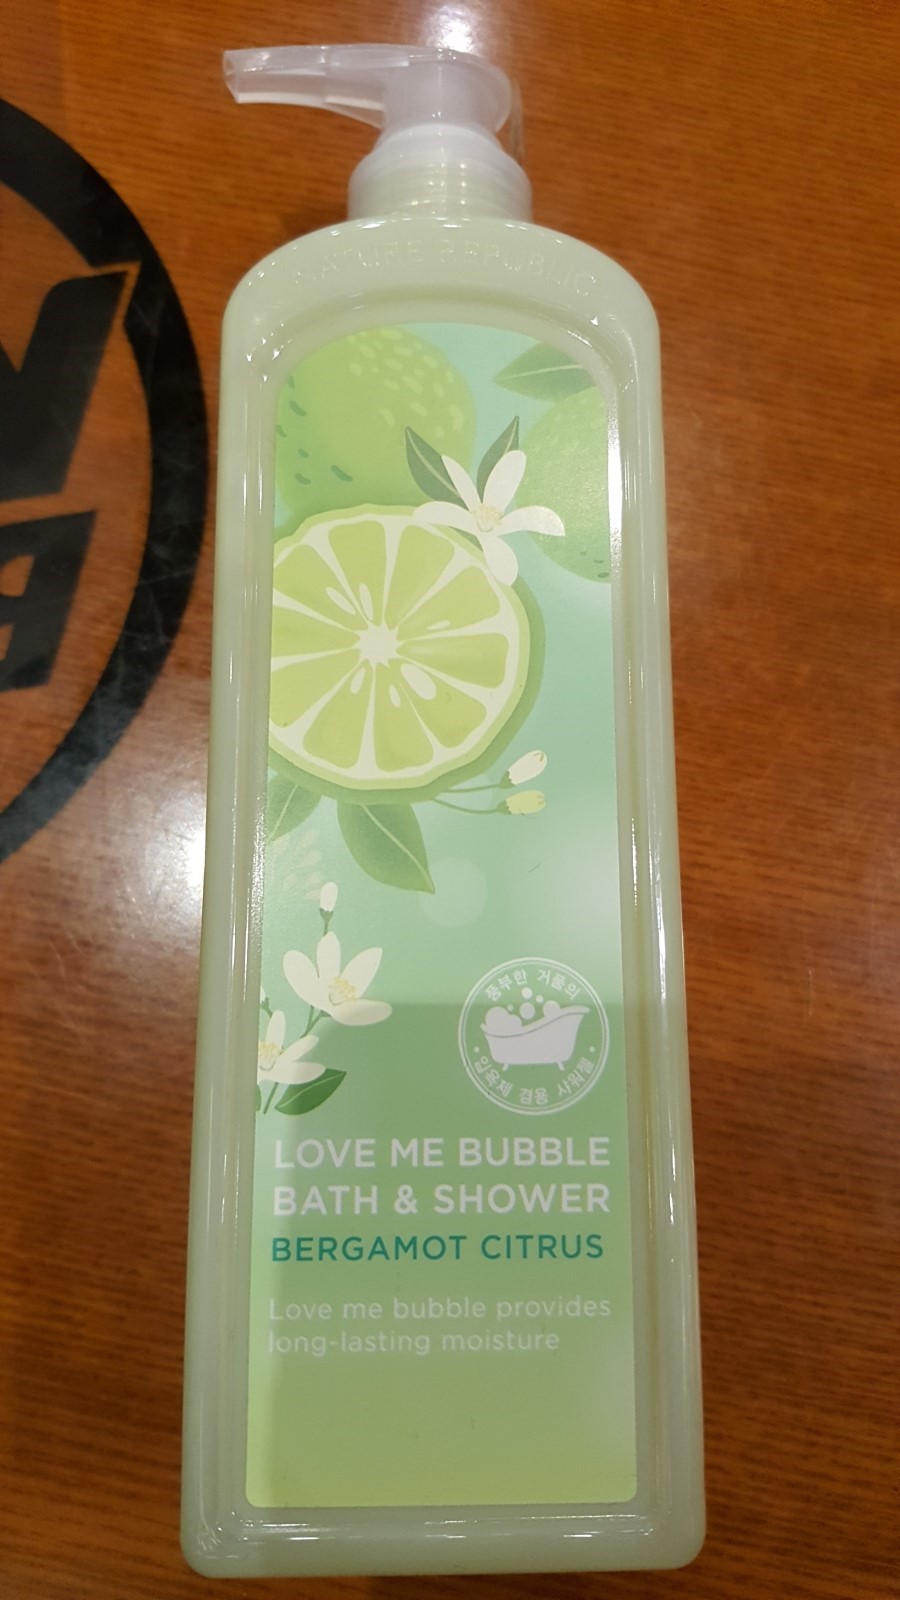 NATURE REPUBLIC
풍부한 거품의
입욕제 겸용 샤워젤
LOVE ME BUBBLE
BATH & SHOWER
BERGAMOT CITRUS
Love me bubble provides
long-lasting moisture